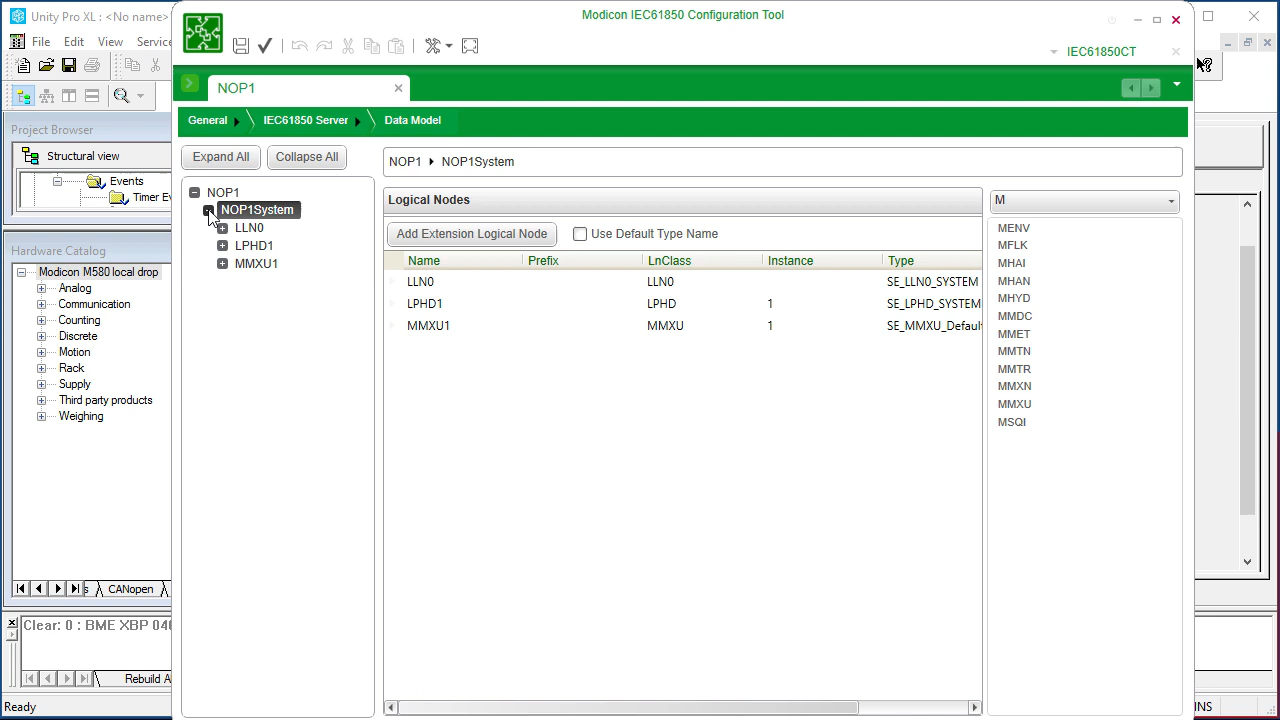 Unity Pro XL : <No name>
File Edit View Service
Project Browser
Structural view
Events
Timer Ev
Hardware Catalog
Modicon M580 local drop
Analog
Communication
Counting
Discrete
Motion
Rack
Supply
Third party products
Weighing
CANopen
Clear: 0 : BME XBP 040
Rebuild A
Ready
INS
Modicon IEC61850 Configuration Tool
IEC61850CT
NOP1
General IEC61850 Server Data Model
Expand All Collapse All
NOP1
NOP1System
LLN0
LPHD1
MMXU1
NOP1 NOP1System
Logical Nodes
Add Extension Logical Node Use Default Type Name
Name Prefix LnClass Instance Type
LLN0 LLN0 SE_LLN0_SYSTEM
LPHD1 LPHD 1 SE_LPHD_SYSTEM
MMXU1 MMXU 1 SE_MMXU_Defaul
M
MENV
MFLK
MHAI
MHAN
MHYD
MMDC
MMET
MMTN
MMTR
MMXN
MMXU
MSQI